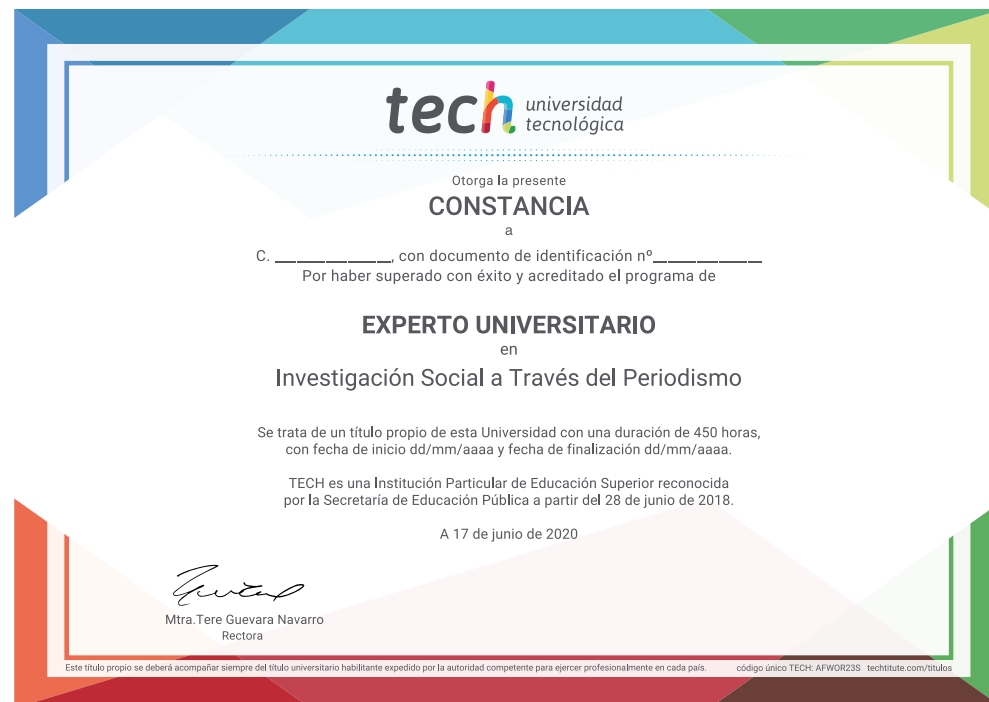 tech universidad
tecnológica
Otorga la presente
CONSTANCIA
a
C. ________________, con documento de identificación nº_______________
Por haber superado con éxito y acreditado el programa de
EXPERTO UNIVERSITARIO
en
Investigación Social a Través del Periodismo
Se trata de un título propio de esta Universidad con una duración de 450 horas,
con fecha de inicio dd/mm/aaaa y fecha de finalización dd/mm/aaaa.
TECH es una Institución Particular de Educación Superior reconocida
por la Secretaría de Educación Pública a partir del 28 de junio de 2018.
A 17 de junio de 2020
Mtra.Tere Guevara Navarro
Rectora
Este título propio se deberá acompañar siempre del título universitario habilitante expedido por la autoridad competente para ejercer profesionalmente en cada país. código único TECH: AFWOR23S techtitute.com/titulos